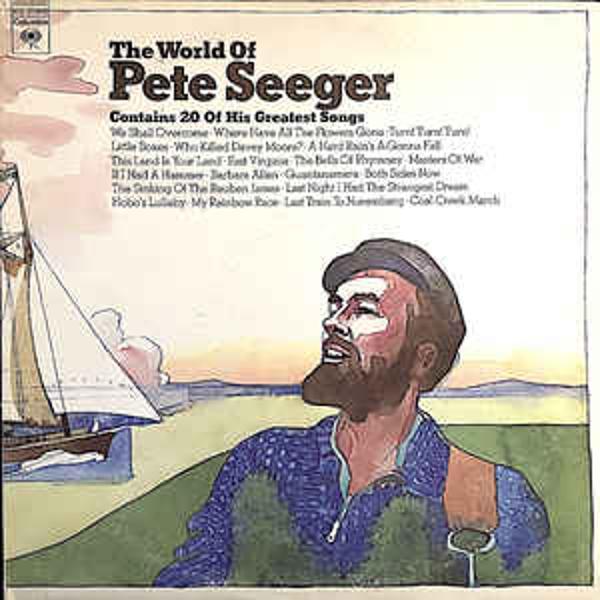 Columbia
The World Of
Pete Seeger
Contains 20 Of His Greatest Songs
We Shall Overcome · Where Have All The Flowers Gone · Turn! Turn! Turn!
Little Boxes · Who Killed Davey Moore? · A Hard Rain's A-Gonna Fall
This Land Is Your Land · East Virginia · The Bells Of Rhymney · Masters Of War
If I Had A Hammer · Barbara Allen · Guantanamera · Both Sides Now
The Sinking Of The Reuben James · Last Night I Had The Strangest Dream
Hobo's Lullaby · My Rainbow Race · Last Train To Nuremberg · Coal Creek March